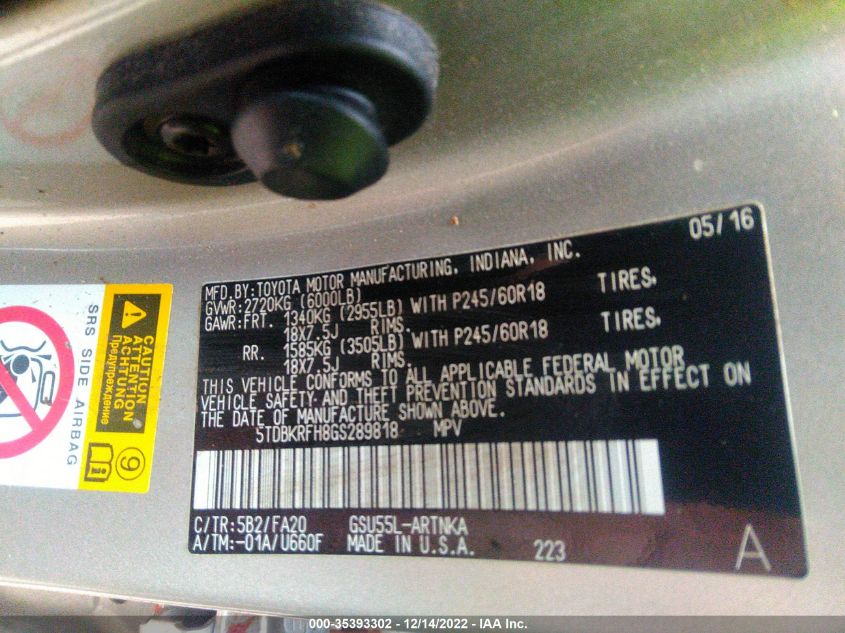 05/16
MFD.BY:TOYOTA MOTOR MANUFACTURING, INDIANA, INC.
GVWR:2720KG (6000LB)
GAWR:FRT. 1340KG (2955LB) WITH P245/60R18 TIRES,
18X7.5J RIMS.
RR. 1585KG (3505LB) WITH P245/60R18 TIRES,
18X7.5J RIMS.
THIS VEHICLE CONFORMS TO ALL APPLICABLE FEDERAL MOTOR
VEHICLE SAFETY AND THEFT PREVENTION STANDARDS IN EFFECT ON
THE DATE OF MANUFACTURE SHOWN ABOVE.
5TDBKRFH8GS289818 MPV
C/TR:5B2/FA20 GSU55L-ARTNKA
A/TM:-01A/U660F MADE IN U.S.A. 223
A
CAUTION
ATTENTION
ACHTUNG
Предупреждение
9
SRS SIDE AIRBAG
000-35393302 - 12/14/2022 - IAA Inc.